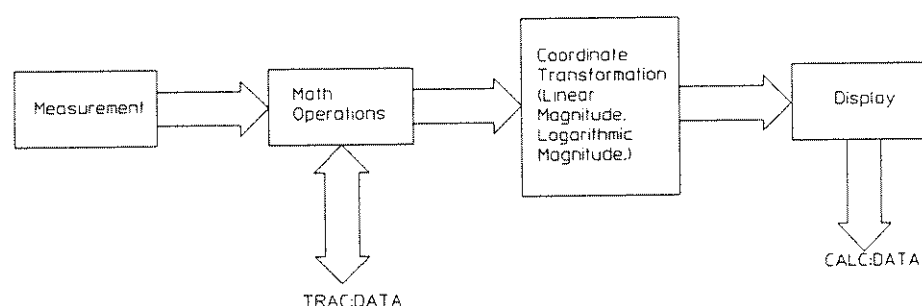 Measurement
Math
Operations
Coordinate
Transformation
(Linear
Magnitude,
Logarithmic
Magnitude,)
Display
TRAC:DATA
CALC:DATA